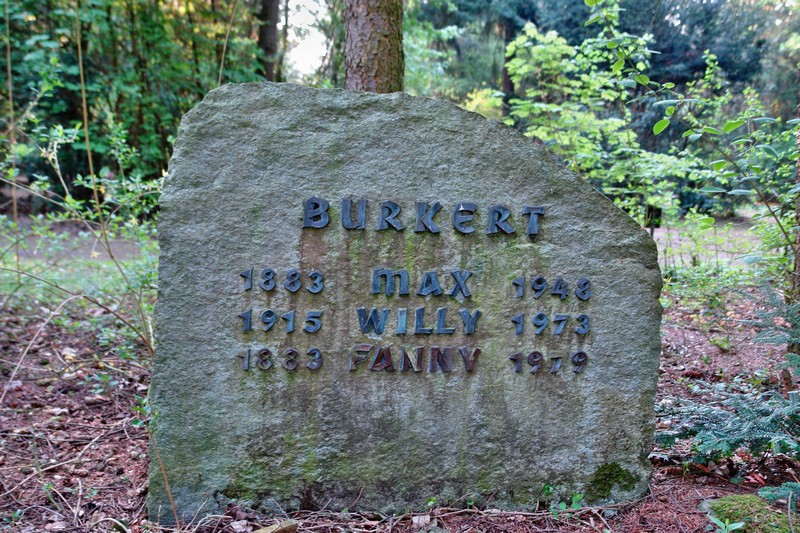 BURKERT
1883 MAX 1948
1915 WILLY 1973
1883 FANNY 1979